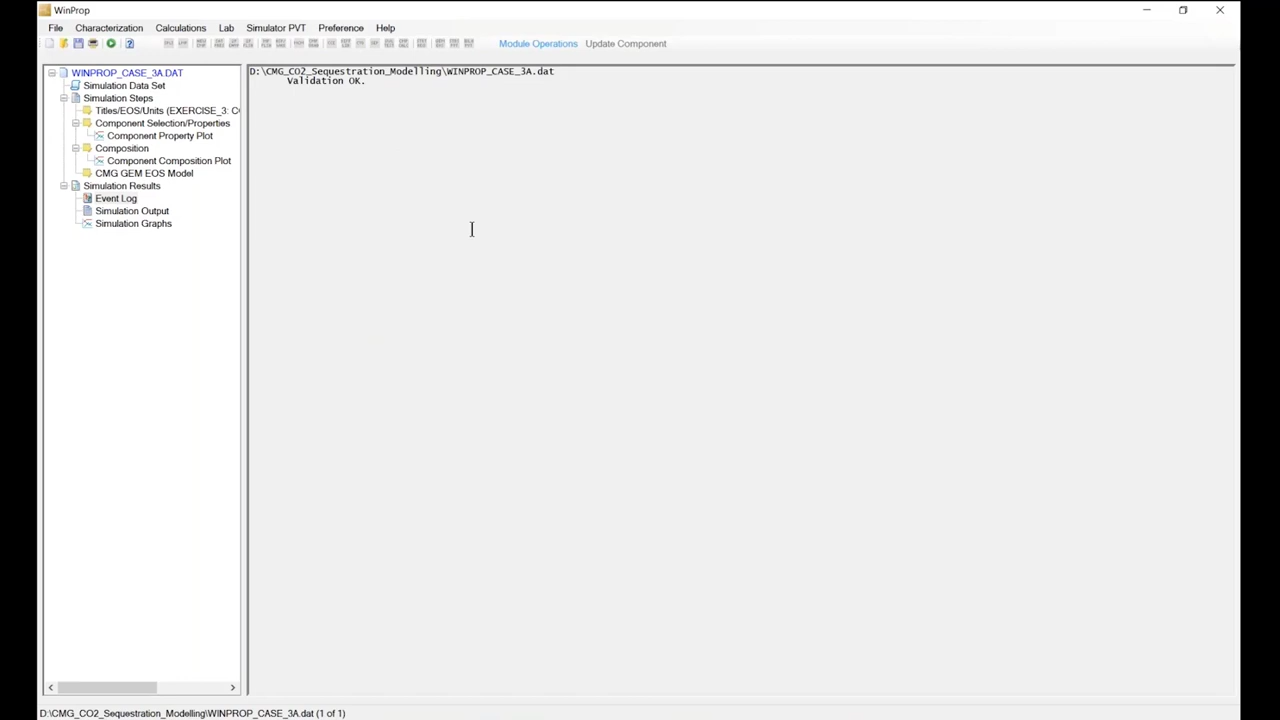 WinProp
File Characterization Calculations Lab Simulator PVT Preference Help
Module Operations Update Component
WINPROP_CASE_3A.DAT
Simulation Data Set
Simulation Steps
Titles/EOS/Units (EXERCISE_3: C
Component Selection/Properties
Component Property Plot
Composition
Component Composition Plot
CMG GEM EOS Model
Simulation Results
Event Log
Simulation Output
Simulation Graphs
D:\CMG_CO2_Sequestration_Modelling\WINPROP_CASE_3A.dat
Validation OK.
D:\CMG_CO2_Sequestration_Modelling\WINPROP_CASE_3A.dat (1 of 1)